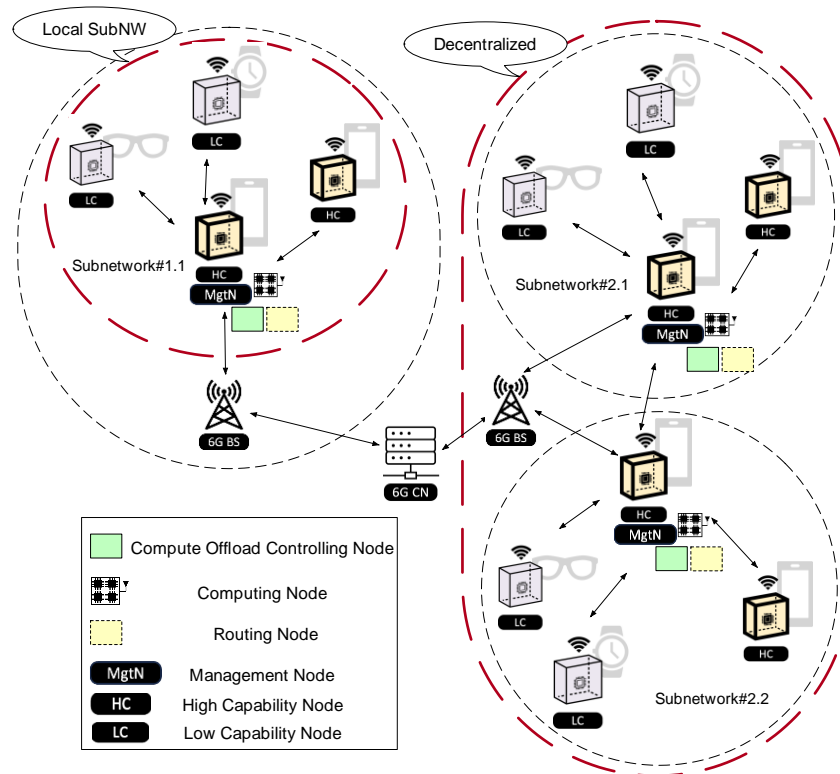 Local SubNW
Decentralized
LC
LC
HC
Subnetwork#1.1
HC
MgtN
6G BS
6G CN
LC
LC
HC
Subnetwork#2.1
HC
MgtN
6G BS
HC
MgtN
LC
HC
LC
Subnetwork#2.2
Compute Offload Controlling Node
Computing Node
Routing Node
MgtN Management Node
HC High Capability Node
LC Low Capability Node